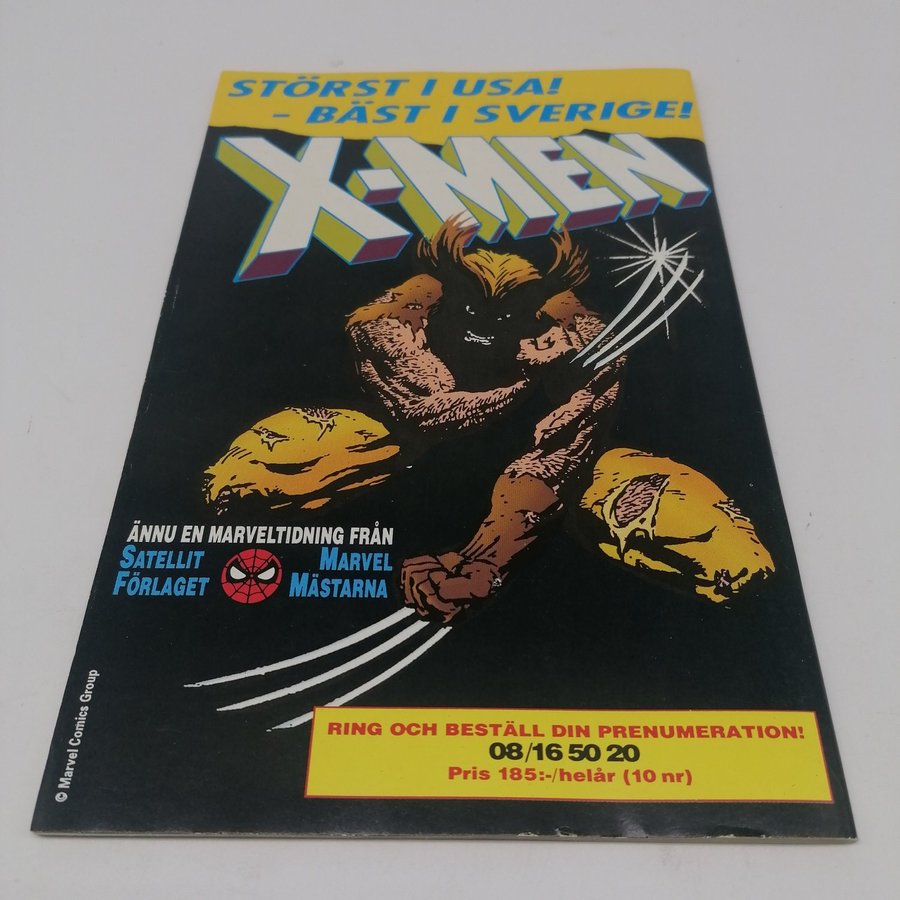 STÖRST I USA!
- BÄST I SVERIGE!
X-MEN
ÄNNU EN MARVELTIDNING FRÅN
SATELLIT
FÖRLAGET
MARVEL
MÄSTARNA
© Marvel Comics Group
RING OCH BESTÄLL DIN PRENUMERATION!
08/16 50 20
Pris 185:-/helår (10 nr)